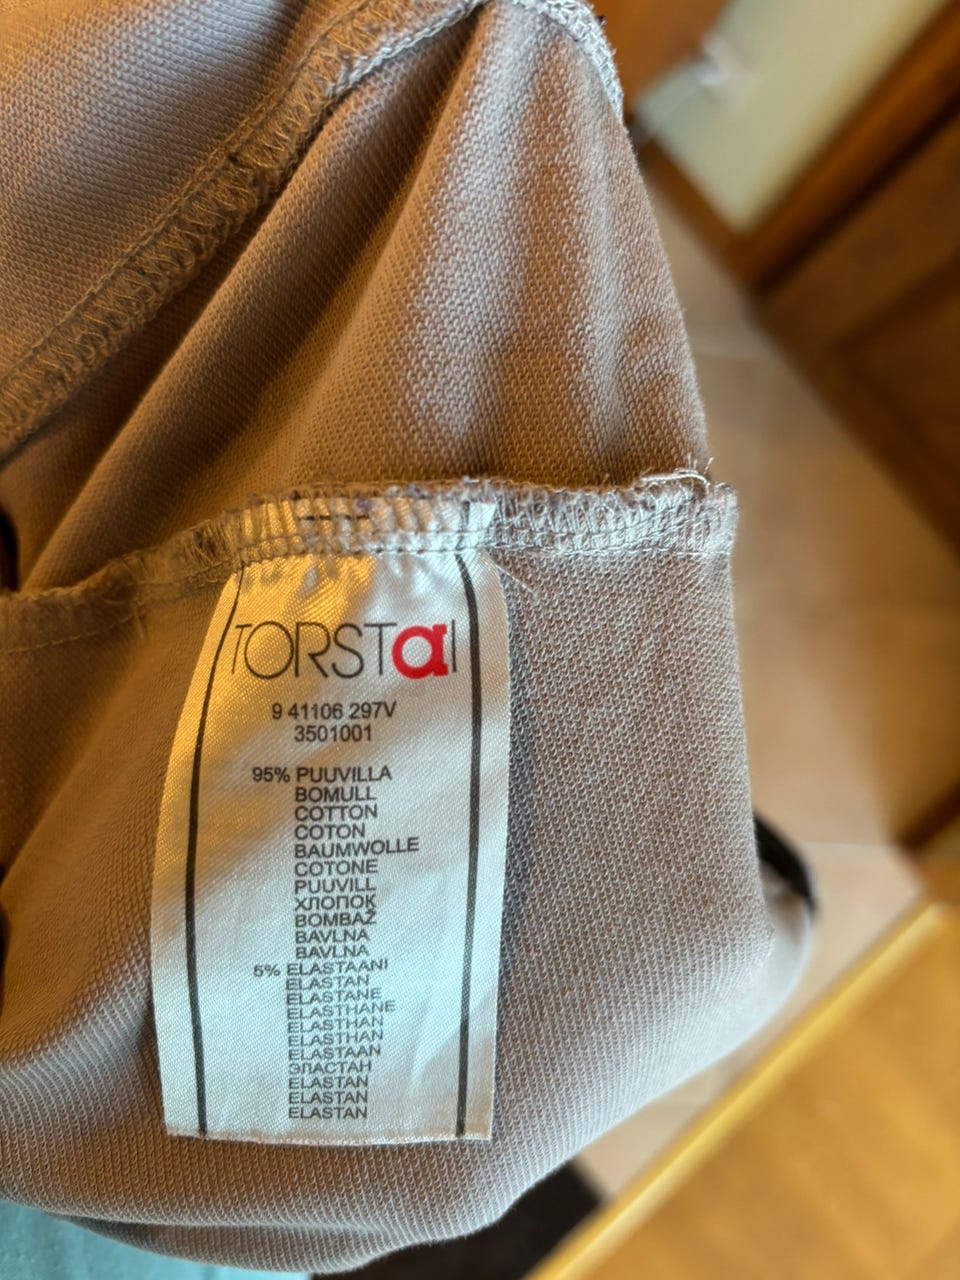 TORSTaI
9 41106 297V
3501001
95% PUUVILLA
BOMULL
COTTON
COTON
BAUMWOLLE
COTONE
PUUVILL
ХЛОПОК
BOMBAŽ
BAVLNA
BAVLNA
5% ELASTAANI
ELASTAN
ELASTANE
ELASTHANE
ELASTHAN
ELASTHAN
ELASTAAN
ЭЛАСТАН
ELASTAN
ELASTAN
ELASTAN